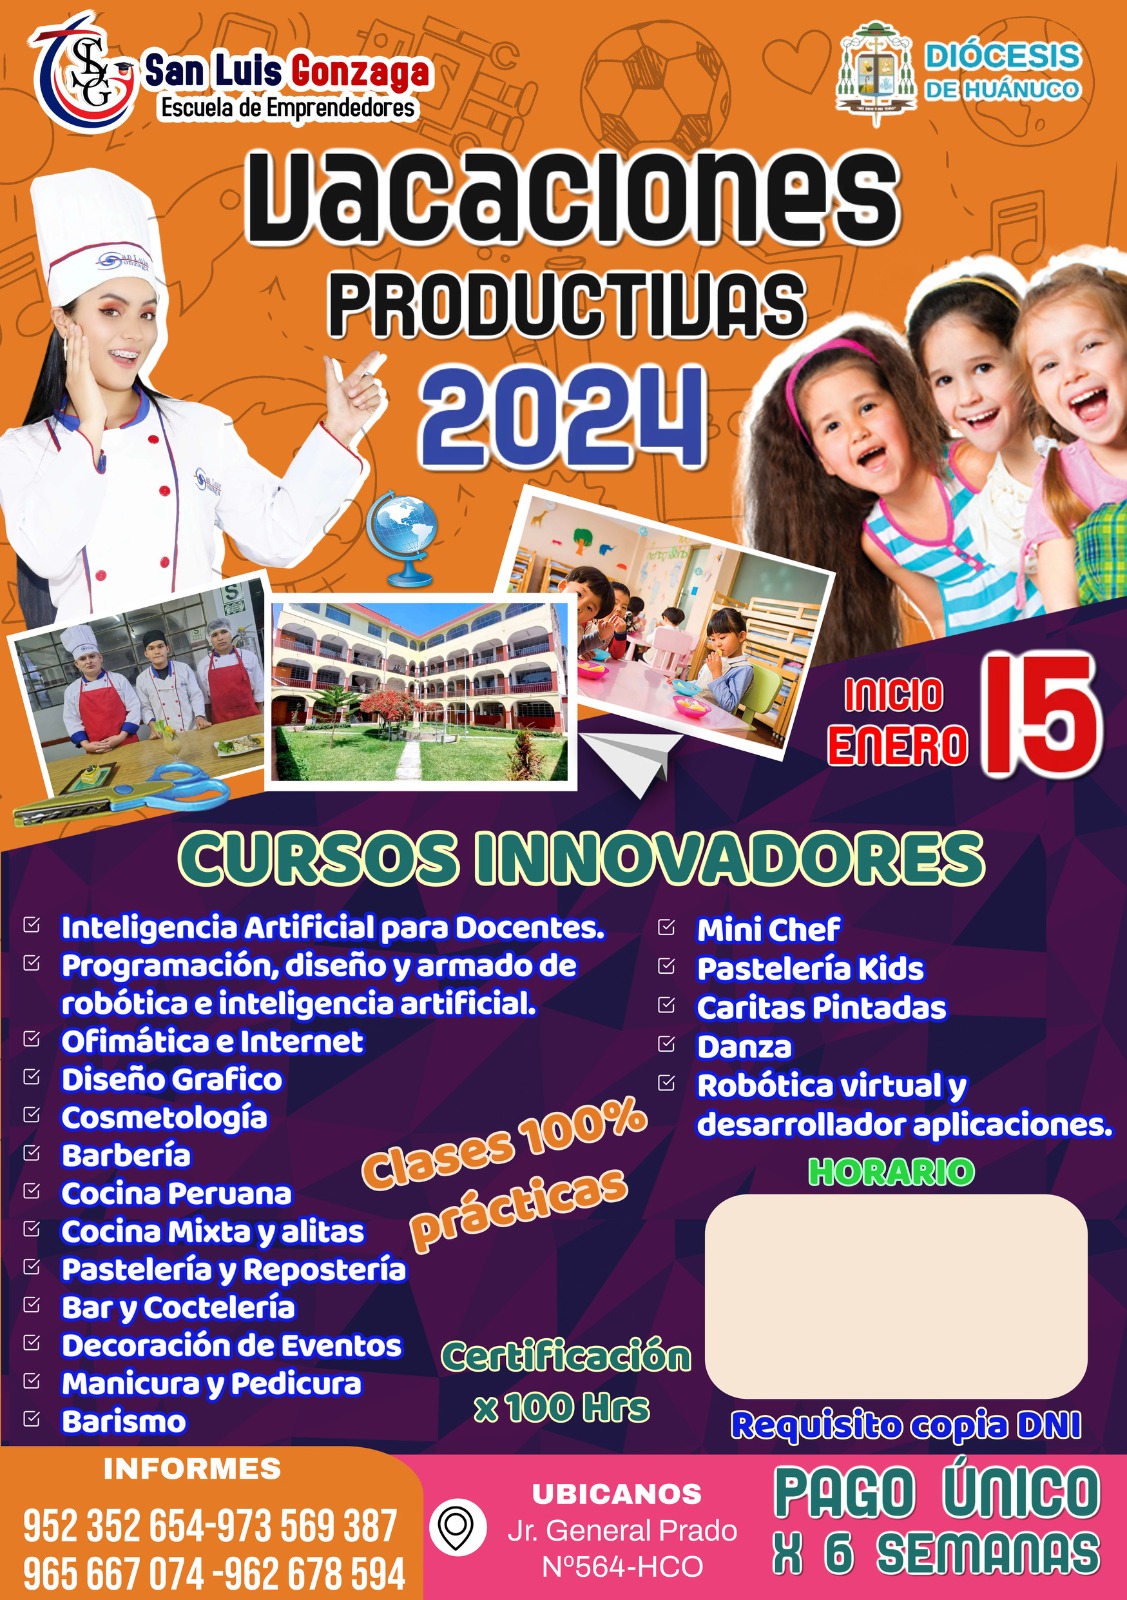 San Luis Gonzaga
Escuela de Emprendedores
DIÓCESIS
DE HUÁNUCO
VACACIONES
PRODUCTIVAS
2024
INICIO
ENERO 15
CURSOS INNOVADORES
Inteligencia Artificial para Docentes.
Programación, diseño y armado de
robótica e inteligencia artificial.
Ofimática e Internet
Diseño Grafico
Cosmetología
Barbería
Cocina Peruana
Cocina Mixta y alitas
Pastelería y Repostería
Bar y Coctelería
Decoración de Eventos
Manicura y Pedicura
Barismo
Mini Chef
Pastelería Kids
Caritas Pintadas
Danza
Robótica virtual y
desarrollador aplicaciones.
Clases 100%
prácticas
Certificación
x 100 Hrs
HORARIO
Requisito copia DNI
INFORMES
952 352 654-973 569 387
965 667 074 -962 678 594
UBICANOS
Jr. General Prado
Nº564-HCO
PAGO ÚNICO
X 6 SEMANAS